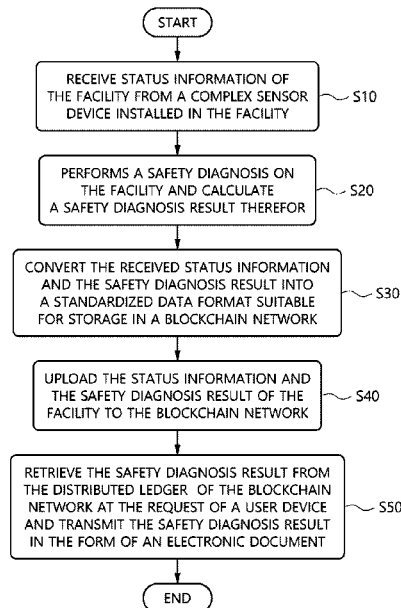 START
RECEIVE STATUS INFORMATION OF
THE FACILITY FROM A COMPLEX SENSOR
DEVICE INSTALLED IN THE FACILITY
S10
PERFORMS A SAFETY DIAGNOSIS ON
THE FACILITY AND CALCULATE
A SAFETY DIAGNOSIS RESULT THEREFOR
S20
CONVERT THE RECEIVED STATUS INFORMATION
AND THE SAFETY DIAGNOSIS RESULT INTO
A STANDARDIZED DATA FORMAT SUITABLE
FOR STORAGE IN A BLOCKCHAIN NETWORK
S30
UPLOAD THE STATUS INFORMATION AND
THE SAFETY DIAGNOSIS RESULT OF THE
FACILITY TO THE BLOCKCHAIN NETWORK
S40
RETRIEVE THE SAFETY DIAGNOSIS RESULT FROM
THE DISTRIBUTED LEDGER OF THE BLOCKCHAIN
NETWORK AT THE REQUEST OF A USER DEVICE
AND TRANSMIT THE SAFETY DIAGNOSIS RESULT
IN THE FORM OF AN ELECTRONIC DOCUMENT
S50
END